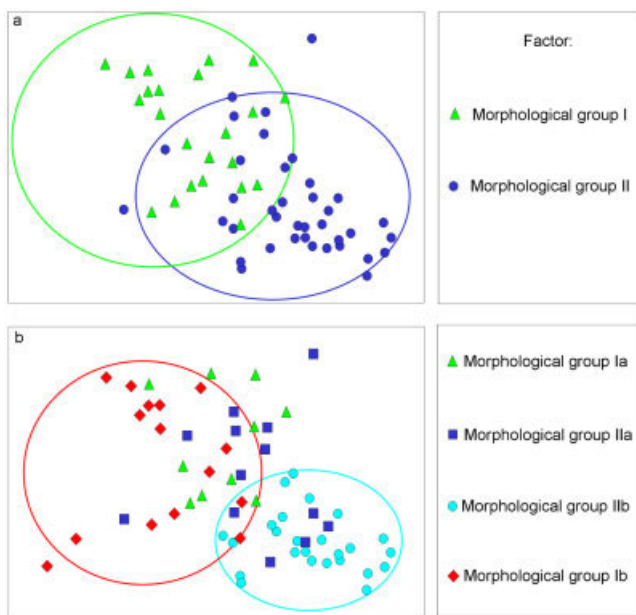 a
Factor:
Morphological group I
Morphological group II
b
Morphological group Ia
Morphological group IIa
Morphological group IIb
Morphological group Ib